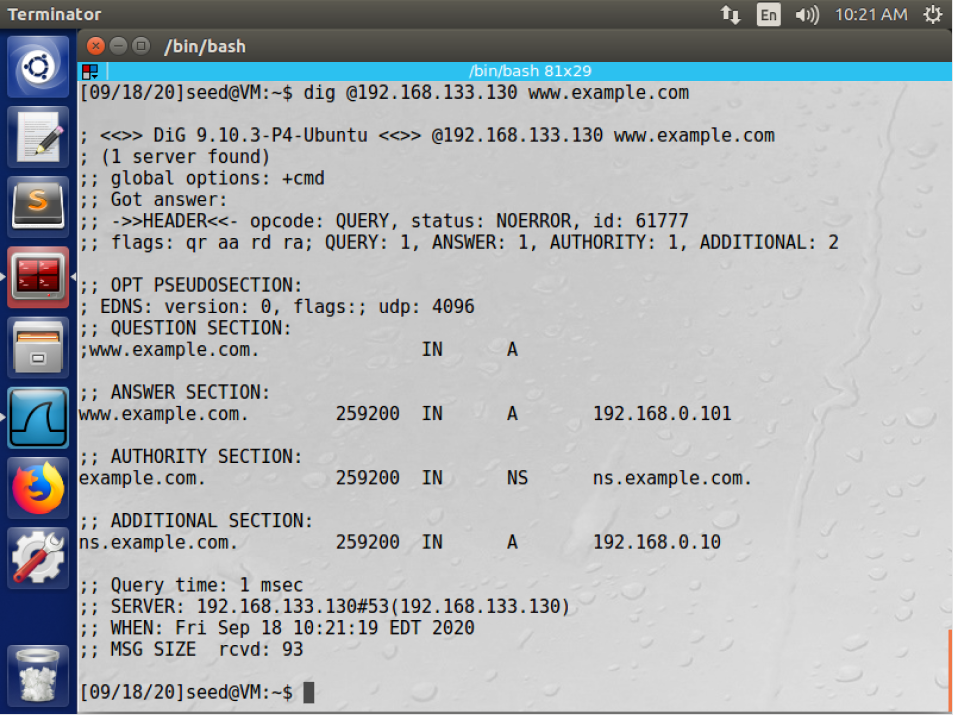 Terminator
En
10:21 AM
/bin/bash
/bin/bash 81x29
[09/18/20]seed@VM:~$ dig @192.168.133.130 www.example.com
; <<>> DiG 9.10.3-P4-Ubuntu <<>> @192.168.133.130 www.example.com
; (1 server found)
;; global options: +cmd
;; Got answer:
;; ->>HEADER<<- opcode: QUERY, status: NOERROR, id: 61777
;; flags: qr aa rd ra; QUERY: 1, ANSWER: 1, AUTHORITY: 1, ADDITIONAL: 2
;; OPT PSEUDOSECTION:
; EDNS: version: 0, flags:; udp: 4096
;; QUESTION SECTION:
;www.example.com. IN A
;; ANSWER SECTION:
www.example.com. 259200 IN A 192.168.0.101
;; AUTHORITY SECTION:
example.com. 259200 IN NS ns.example.com.
;; ADDITIONAL SECTION:
ns.example.com. 259200 IN A 192.168.0.10
;; Query time: 1 msec
;; SERVER: 192.168.133.130#53(192.168.133.130)
;; WHEN: Fri Sep 18 10:21:19 EDT 2020
;; MSG SIZE rcvd: 93
[09/18/20]seed@VM:~$